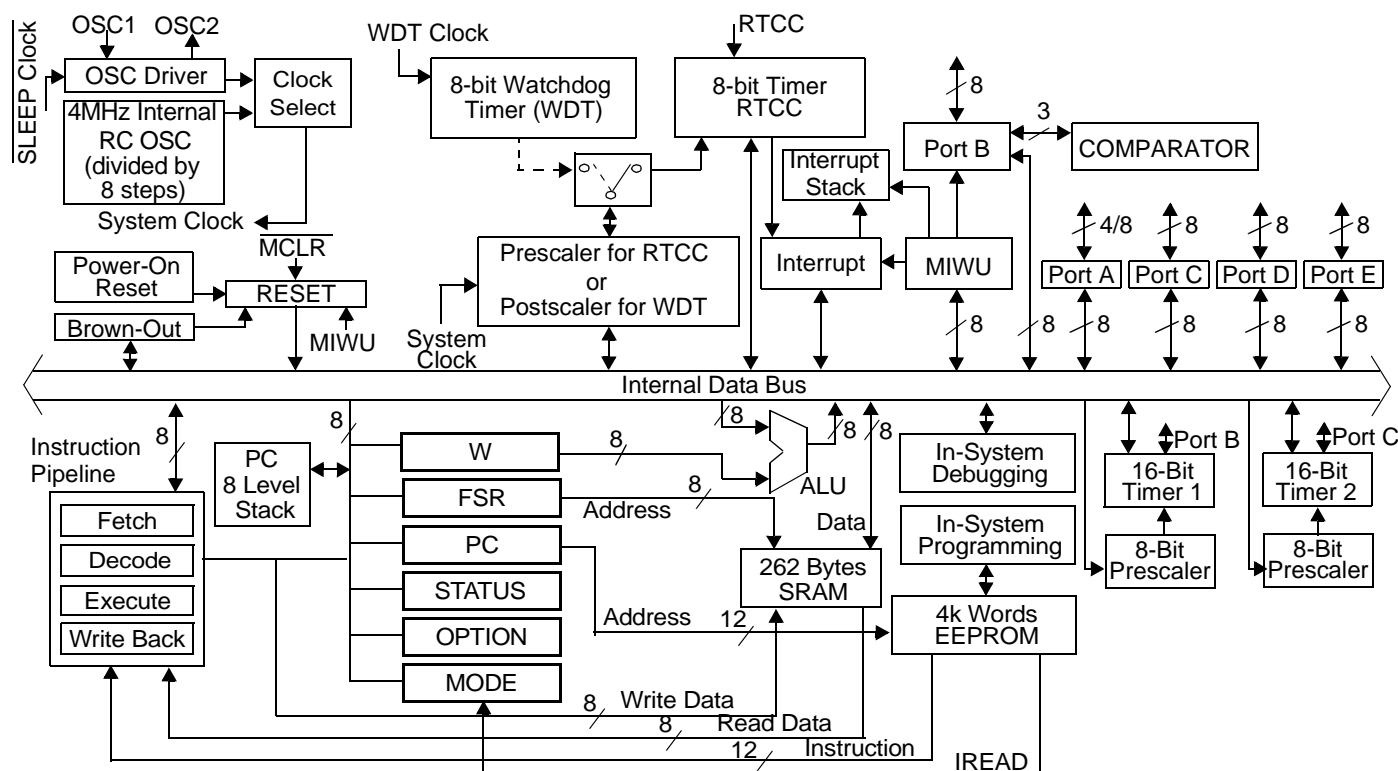 OSC1
OSC2
SLEEP Clock
OSC Driver
Clock
Select
4MHz Internal
RC OSC
(divided by
8 steps)
System Clock
WDT Clock
8-bit Watchdog
Timer (WDT)
RTCC
8-bit Timer
RTCC
8
Port B
3
COMPARATOR
Interrupt
Stack
Interrupt
MIWU
8
8
Prescaler for RTCC
or
Postscaler for WDT
System
Clock
MCLR
Power-On
Reset
RESET
Brown-Out
MIWU
4/8
8
8
8
Port A
Port C
Port D
Port E
8
8
8
8
Internal Data Bus
8
Instruction
Pipeline
Fetch
Decode
Execute
Write Back
PC
8 Level
Stack
8
W
FSR
PC
STATUS
OPTION
MODE
8
8
Address
8
8
8
ALU
Data
262 Bytes
SRAM
Address
12
In-System
Debugging
In-System
Programming
4k Words
EEPROM
Port B
16-Bit
Timer 1
8-Bit
Prescaler
Port C
16-Bit
Timer 2
8-Bit
Prescaler
8
Write Data
8
Read Data
12
Instruction
IREAD